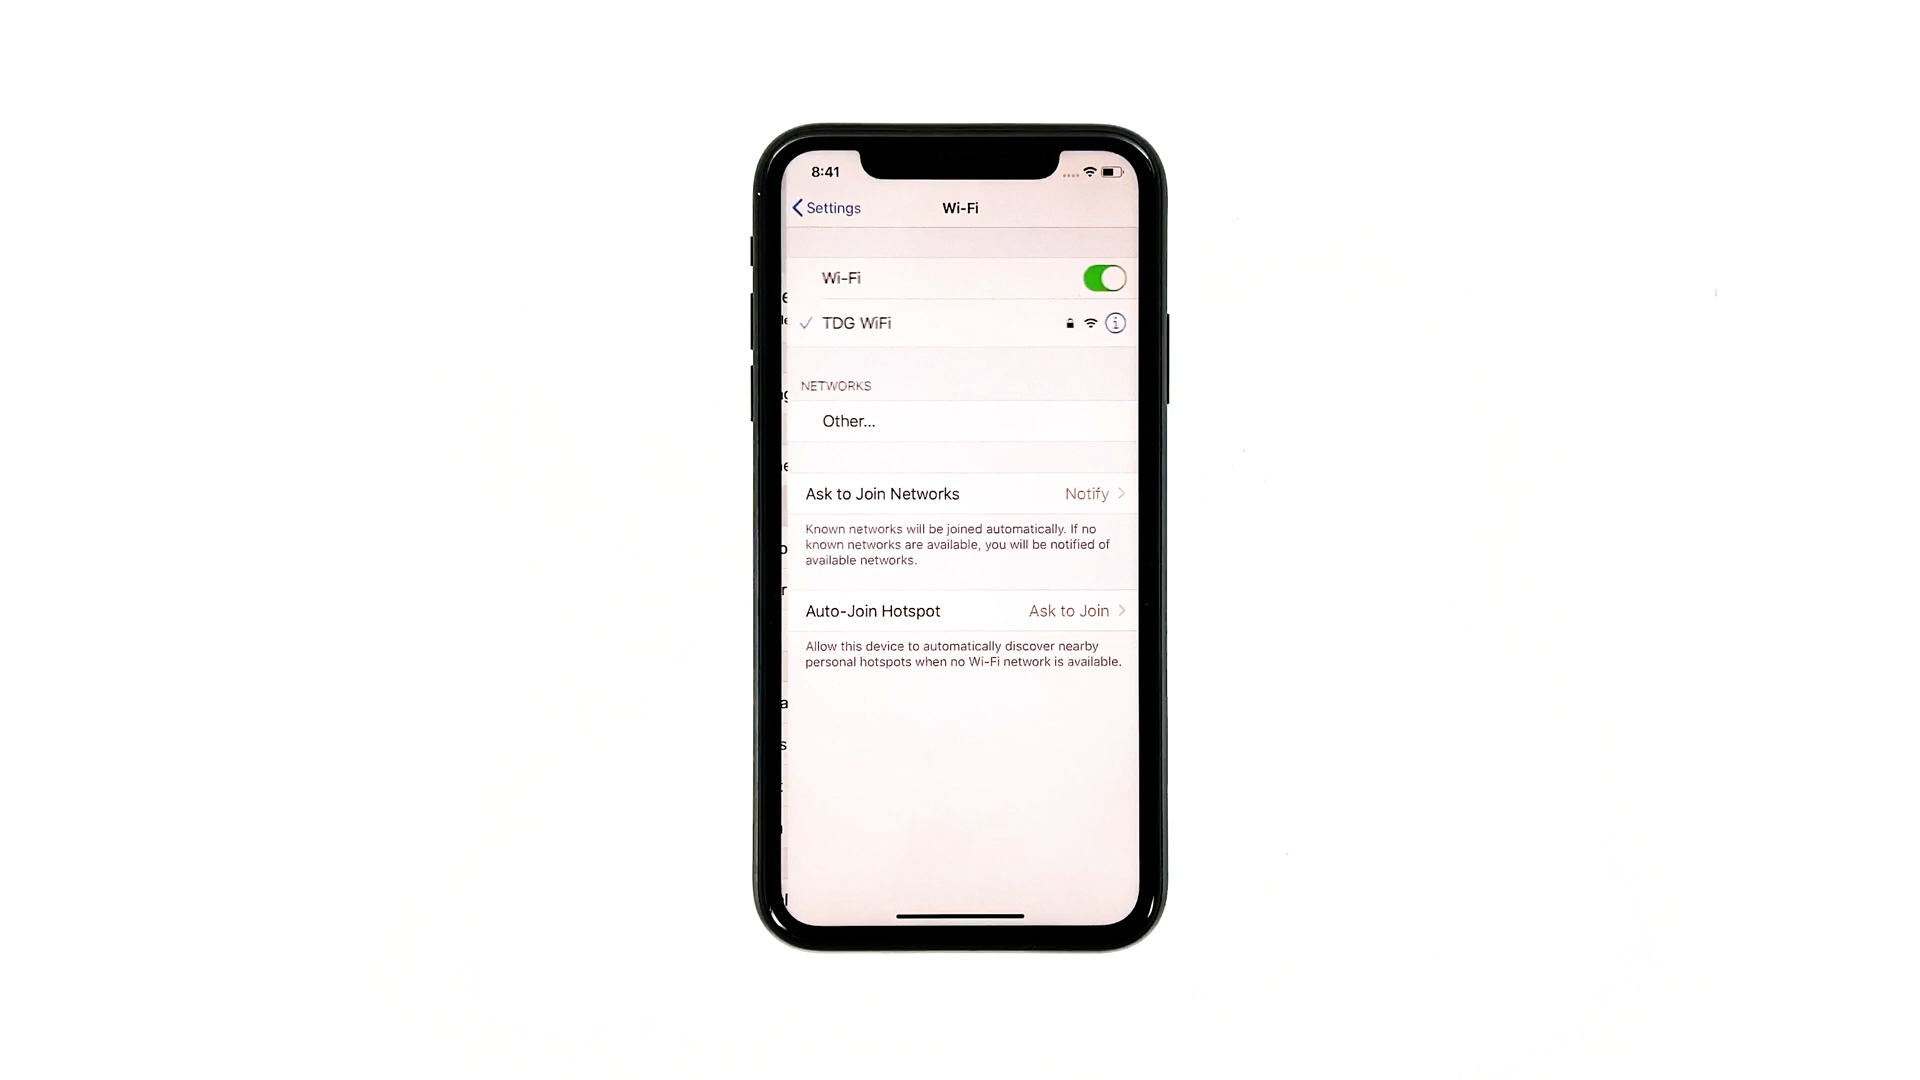 8:41
Settings
Wi-Fi
Wi-Fi
TDG WiFi
NETWORKS
Other...
Ask to Join Networks Notify
Known networks will be joined automatically. If no
known networks are available, you will be notified of
available networks.
Auto-Join Hotspot Ask to Join
Allow this device to automatically discover nearby
personal hotspots when no Wi-Fi network is available.